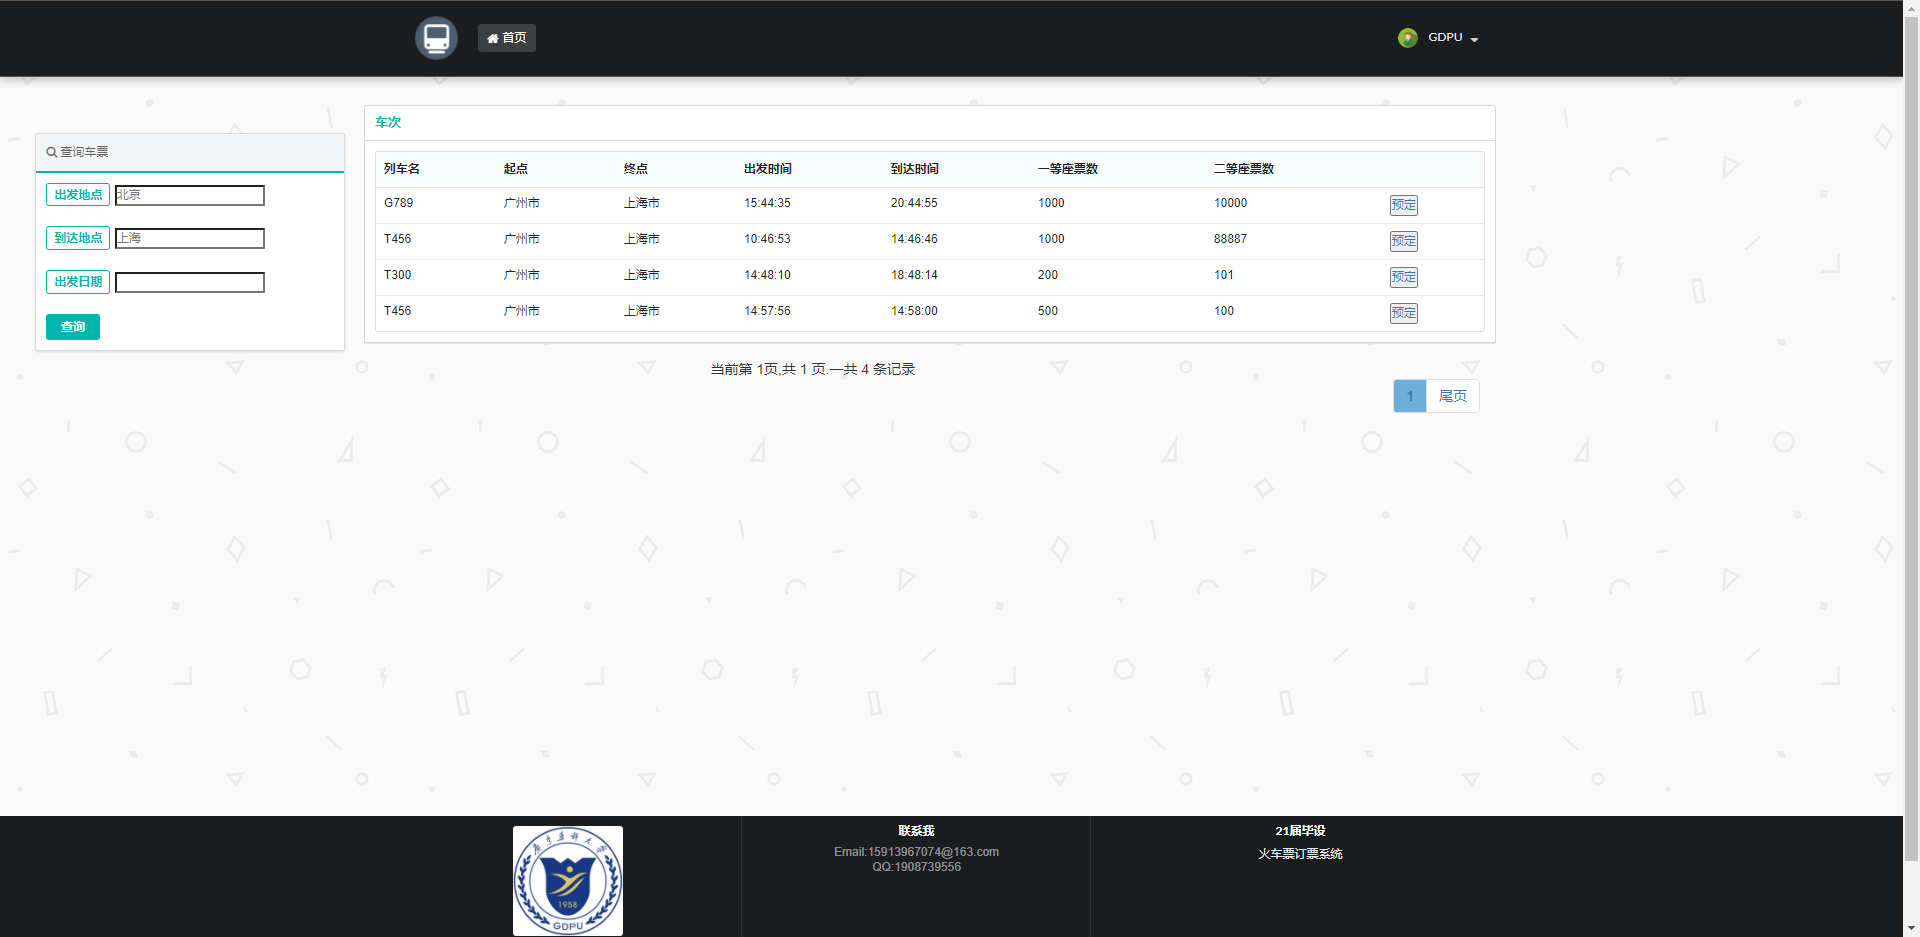 首页
GDPU
查询车票
出发地点 北京
到达地点 上海
出发日期
查询
车次
列车名 起点 终点 出发时间 到达时间 一等座票数 二等座票数
G789 广州市 上海市 15:44:35 20:44:55 1000 10000 预定
T456 广州市 上海市 10:46:53 14:46:46 1000 88887 预定
T300 广州市 上海市 14:48:10 18:48:14 200 101 预定
T456 广州市 上海市 14:57:56 14:58:00 500 100 预定
当前第 1页,共 1 页.一共 4 条记录
1 尾页
广东药科大学
1958
GDPU
联系我
Email:15913967074@163.com
QQ:1908739556
21届毕设
火车票订票系统